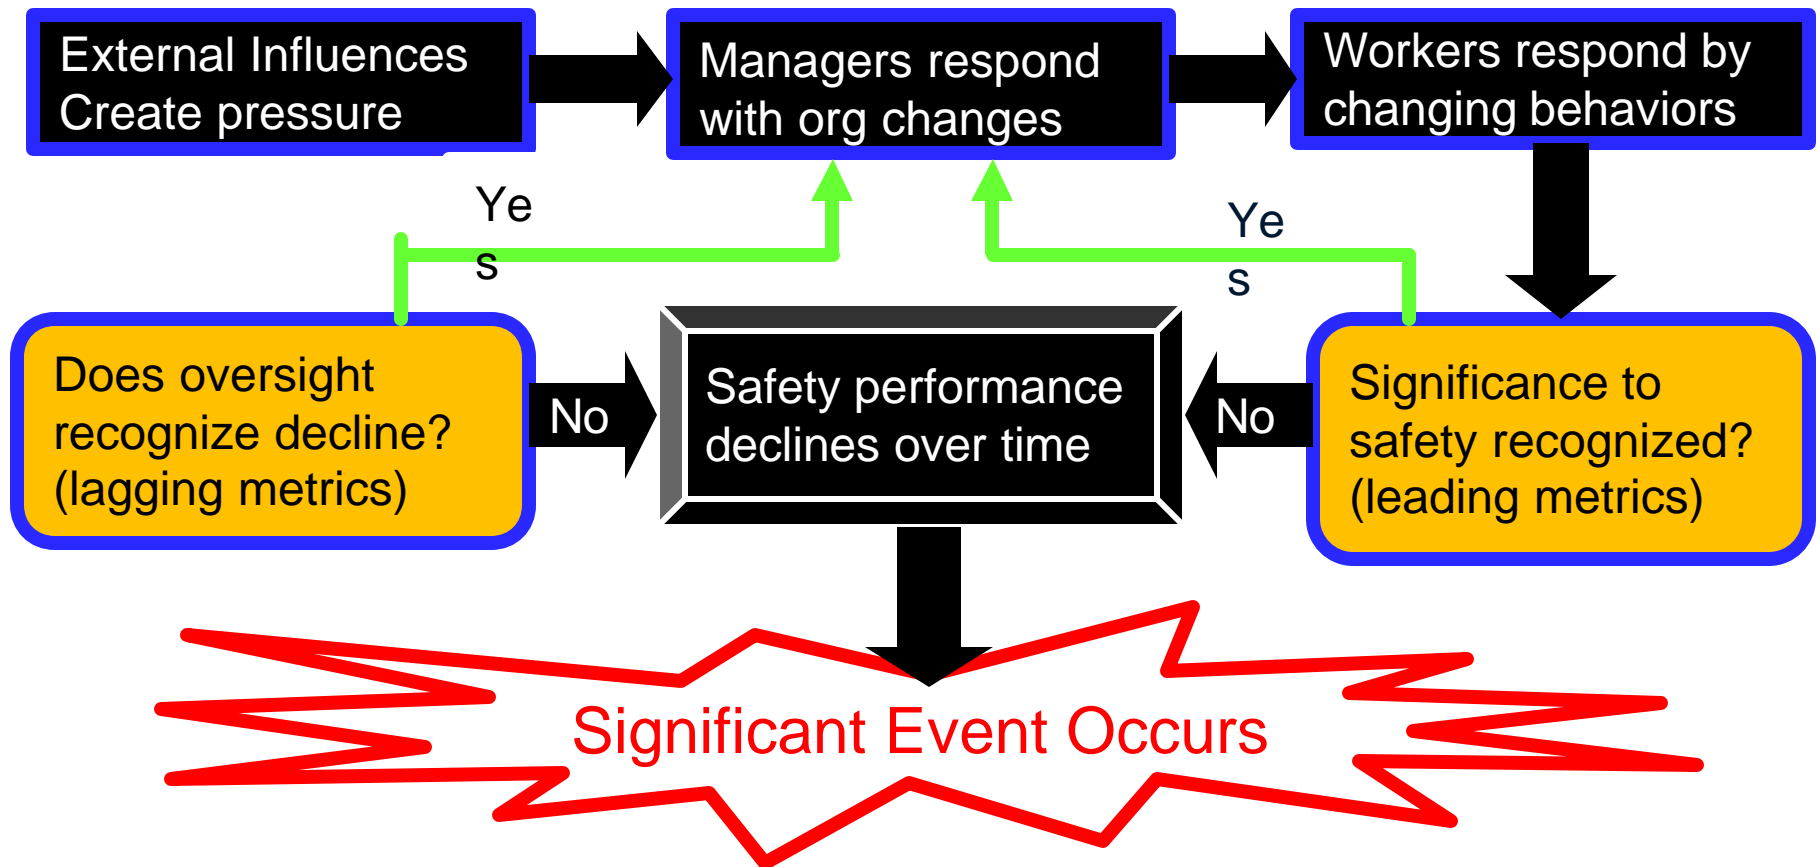 External Influences
Create pressure
Managers respond
with org changes
Workers respond by
changing behaviors
Ye
s
Ye
s
Does oversight
recognize decline?
(lagging metrics)
No
Safety performance
declines over time
No
Significance to
safety recognized?
(leading metrics)
Significant Event Occurs